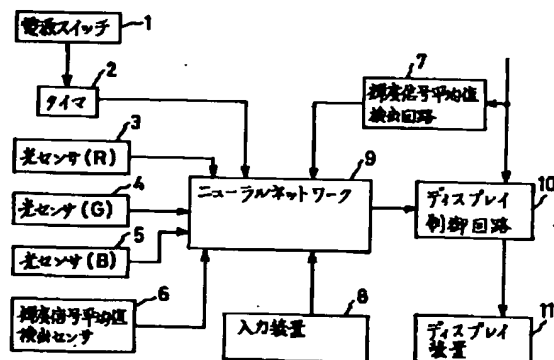 電源スイッチ
1
タイマ
2
光センサ(R)
3
光センサ(G)
4
光センサ(B)
5
輝度信号平均値
検出センサ
6
輝度信号平均値
検出回路
7
入力装置
8
ニューラルネットワーク
9
ディスプレイ
制御回路
10
ディスプレイ
装置
11